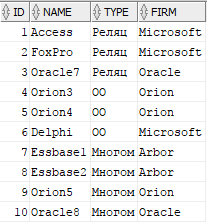 ID NAME TYPE FIRM
1 Access Реляц Microsoft
2 FoxPro Реляц Microsoft
3 Oracle7 Реляц Oracle
4 Orion3 ОО Orion
5 Orion4 ОО Orion
6 Delphi ОО Microsoft
7 Essbase1 Многом Arbor
8 Essbase2 Многом Arbor
9 Orion5 Многом Orion
10 Oracle8 Многом Oracle